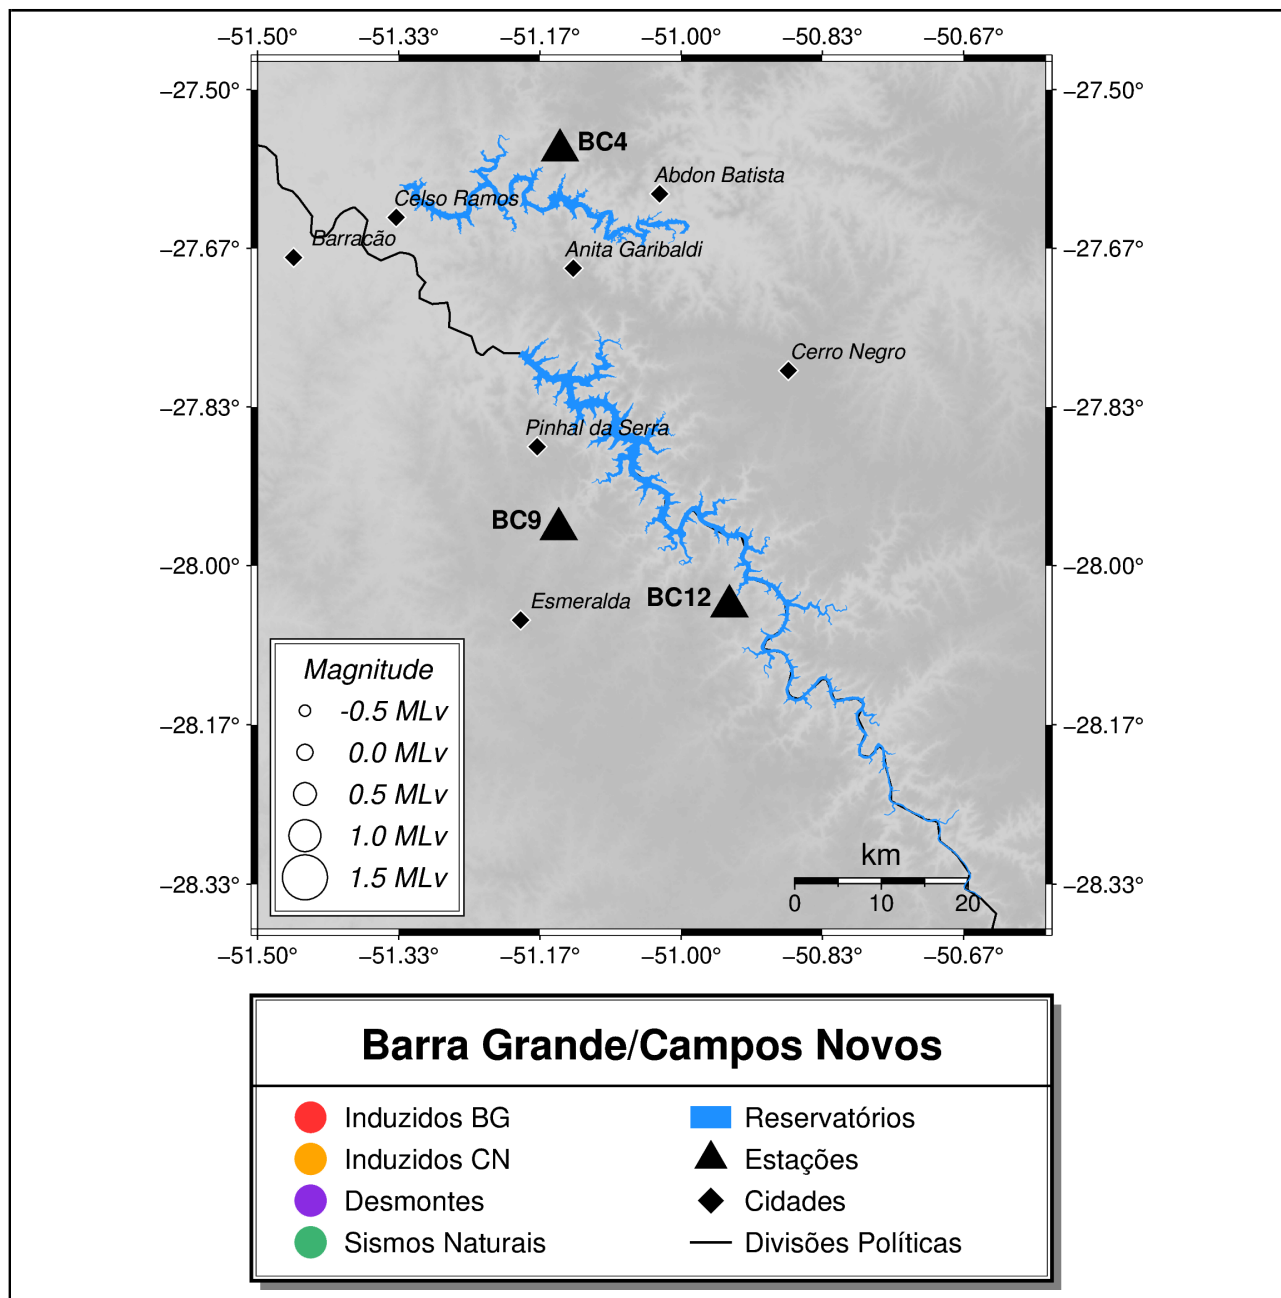 −51.50° −51.33° −51.17° −51.00° −50.83° −50.67°
−27.50° −27.50°
BC4
Abdon Batista
Celso Ramos
Barracão
−27.67° −27.67°
Anita Garibaldi
Cerro Negro
−27.83° −27.83°
Pinhal da Serra
BC9
−28.00° −28.00°
BC12
Esmeralda
Magnitude
-0.5 MLv
0.0 MLv
0.5 MLv
1.0 MLv
1.5 MLv
−28.17° −28.17°
km
0 10 20
−28.33° −28.33°
−51.50° −51.33° −51.17° −51.00° −50.83° −50.67°
Barra Grande/Campos Novos
Induzidos BG
Induzidos CN
Desmontes
Sismos Naturais
Reservatórios
Estações
Cidades
Divisões Políticas